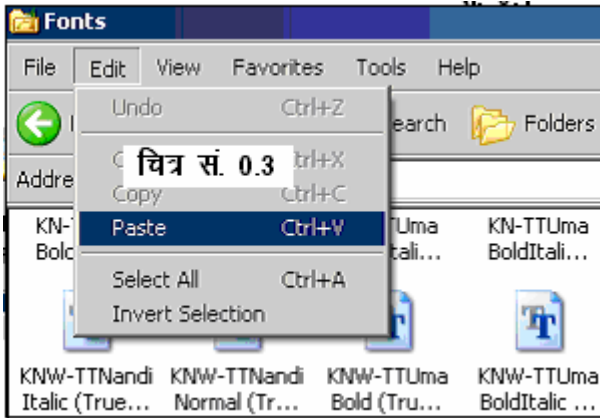 Fonts
File Edit View Favorites Tools Help
Undo Ctrl+Z
earch Folders
चित्र सं. 0.3
Addre
Copy Ctrl+C
Paste Ctrl+V
Select All Ctrl+A
Invert Selection
KN-TTUma
BoldItali...
KNW-TTNandi KNW-TTNandi KNW-TTUma KNW-TTUma
Italic (True... Normal (Tr... Bold (Tru... BoldItalic ...